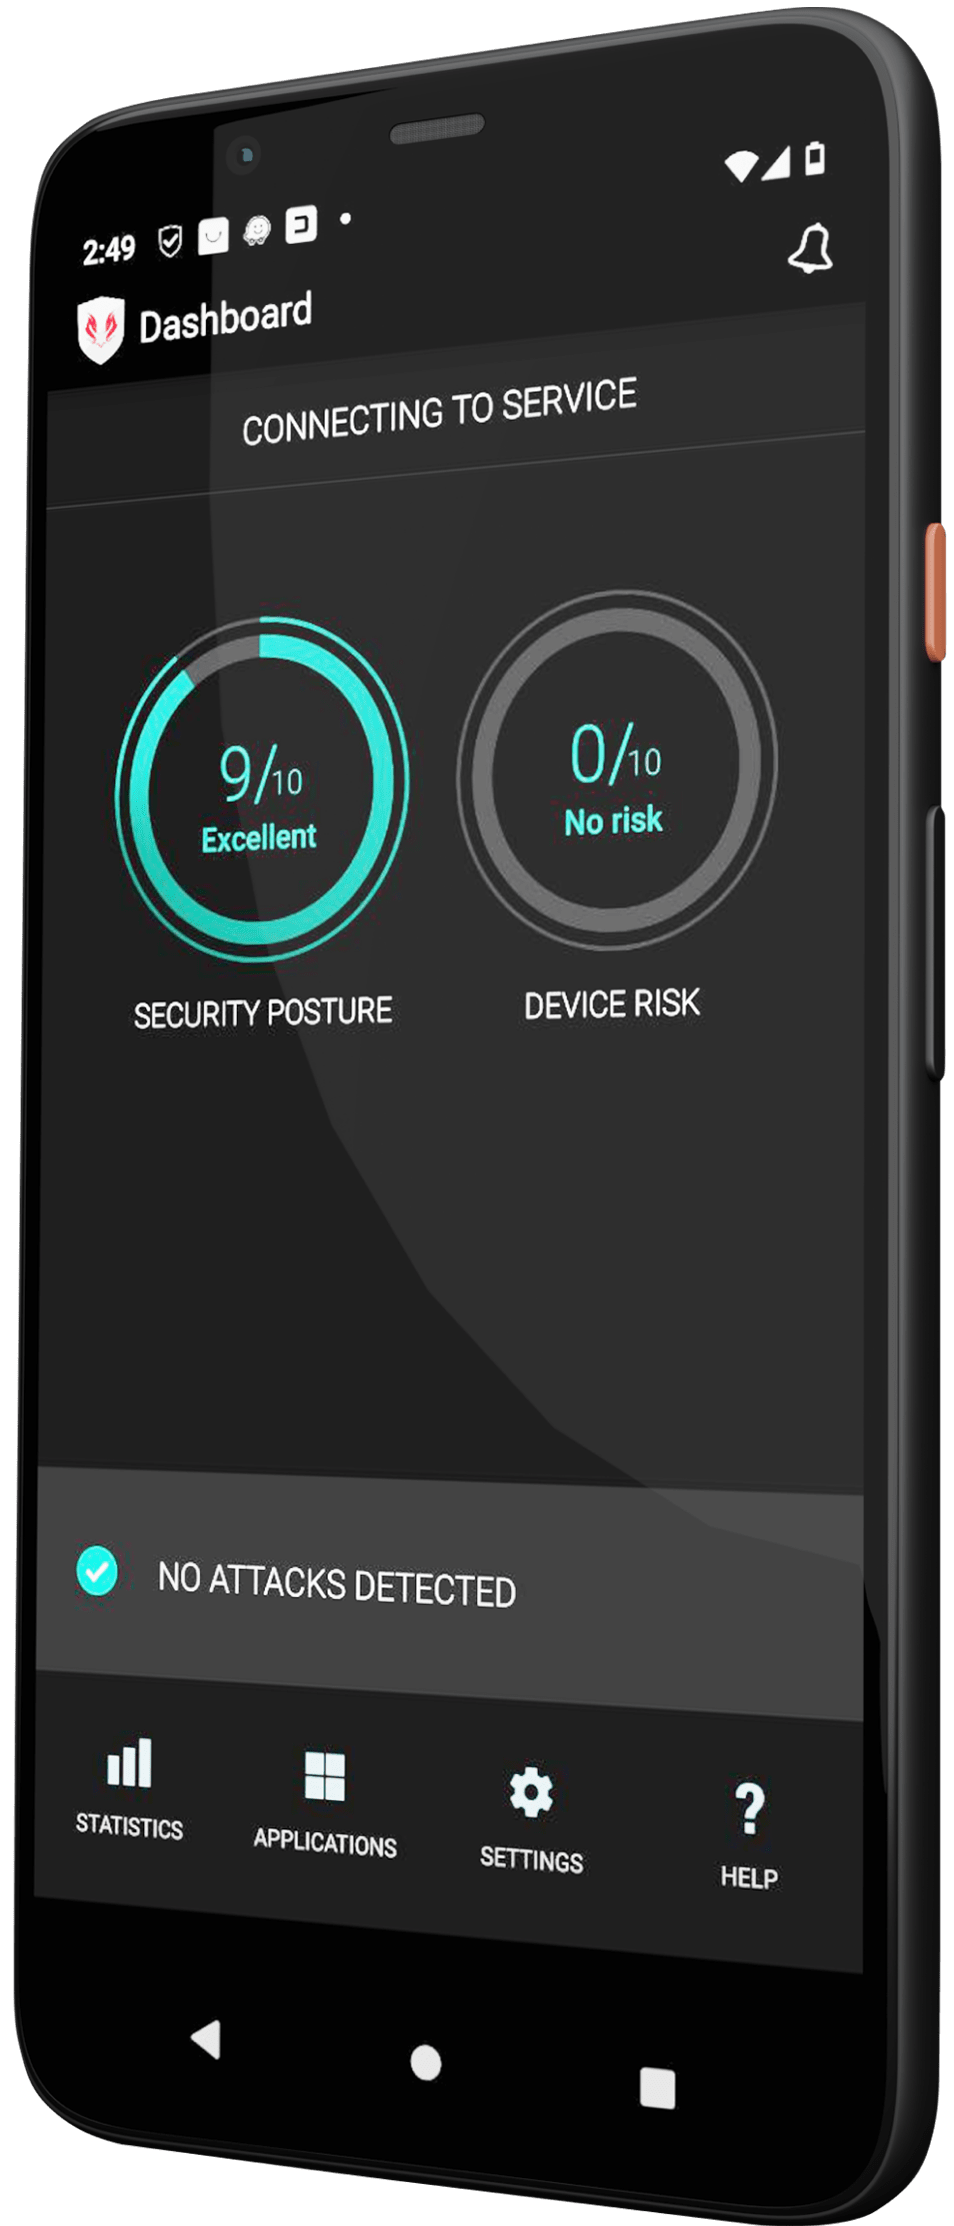 2:49
Dashboard
CONNECTING TO SERVICE
9/10
Excellent
SECURITY POSTURE
0/10
No risk
DEVICE RISK
NO ATTACKS DETECTED
STATISTICS
APPLICATIONS
SETTINGS
HELP